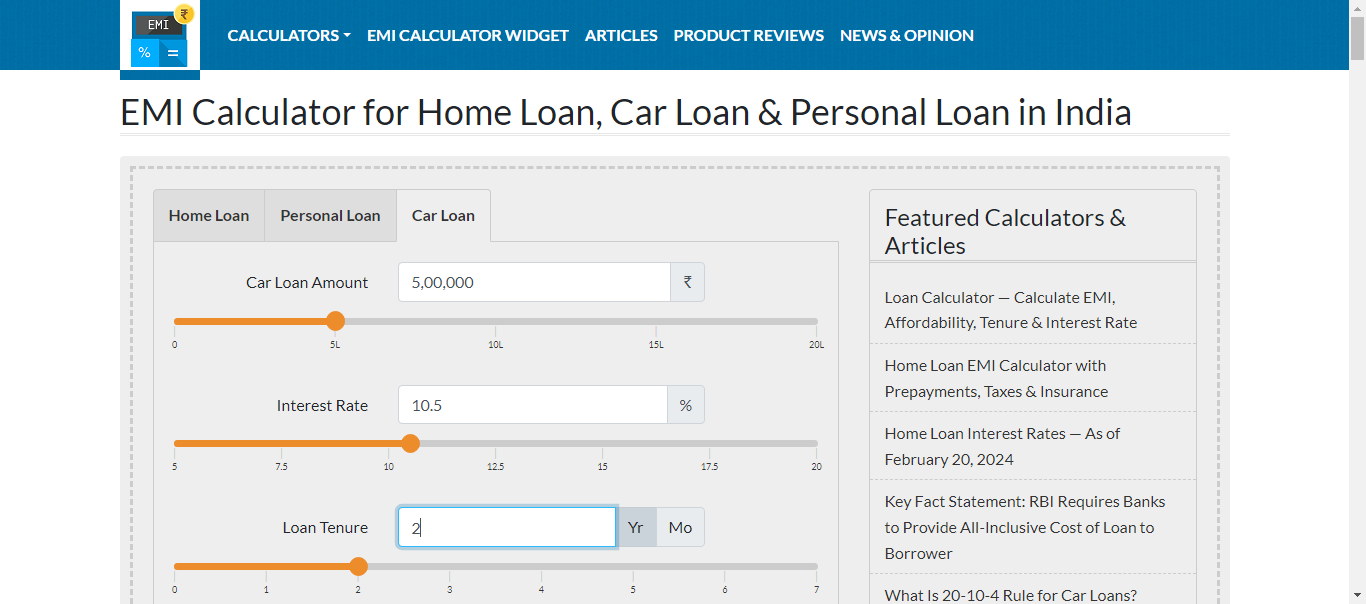 EMI
₹
%
=
CALCULATORS
EMI CALCULATOR WIDGET
ARTICLES
PRODUCT REVIEWS
NEWS & OPINION
EMI Calculator for Home Loan, Car Loan & Personal Loan in India
Home Loan
Personal Loan
Car Loan
Car Loan Amount
5,00,000
₹
0
5L
10L
15L
20L
Interest Rate
10.5
%
5
7.5
10
12.5
15
17.5
20
Loan Tenure
2
Yr
Mo
0
1
2
3
4
5
6
7
Featured Calculators &
Articles
Loan Calculator — Calculate EMI,
Affordability, Tenure & Interest Rate
Home Loan EMI Calculator with
Prepayments, Taxes & Insurance
Home Loan Interest Rates — As of
February 20, 2024
Key Fact Statement: RBI Requires Banks
to Provide All-Inclusive Cost of Loan to
Borrower
What Is 20-10-4 Rule for Car Loans?